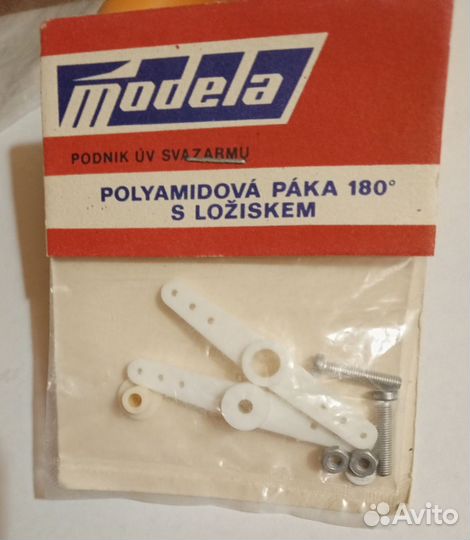 modela
PODNIK ÚV SVAZARMU
POLYAMIDOVÁ PÁKA 180°
S LOŽISKEM
Avito